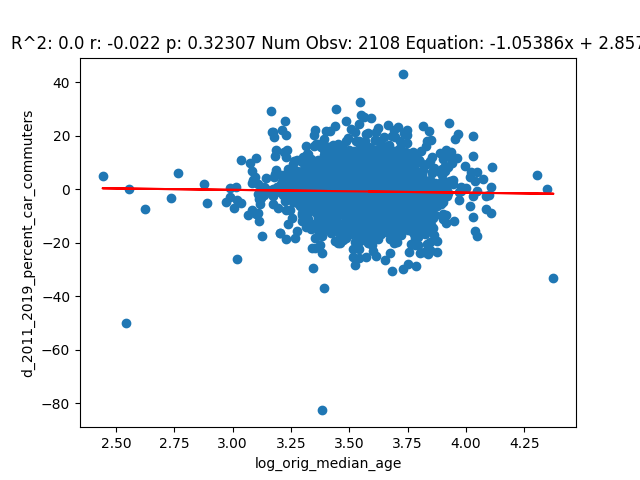 R^2: 0.0 r: -0.022 p: 0.32307 Num Obsv: 2108 Equation: -1.05386x + 2.857
40
20
0
−20
−40
−60
−80
d_2011_2019_percent_car_commuters
2.50 2.75 3.00 3.25 3.50 3.75 4.00 4.25
log_orig_median_age